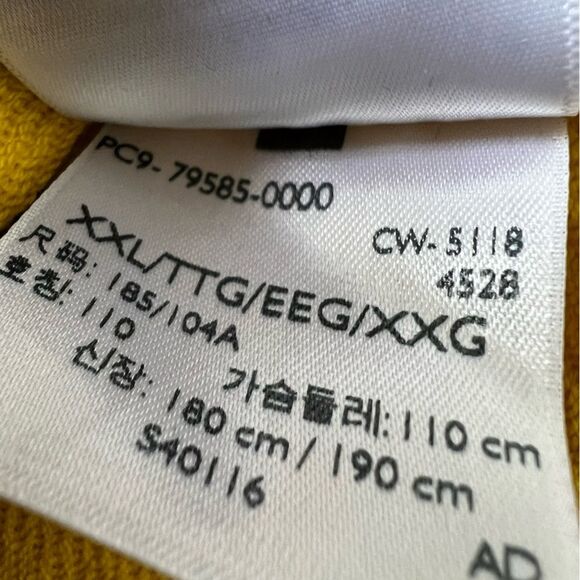 PC9-79585-0000
CW-5118
4528
XXL/TTG/EEG/XXG
尺码: 185/104A
호칭: 110
가슴둘레: 110 cm
신장: 180 cm / 190 cm
S40116
AD